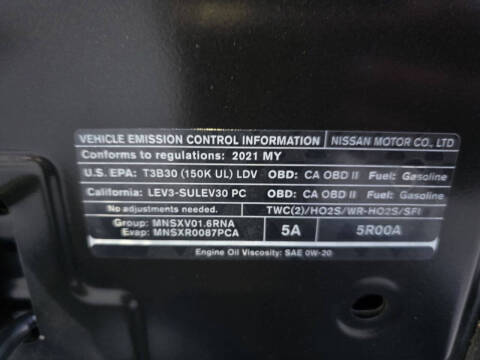 VEHICLE EMISSION CONTROL INFORMATION NISSAN MOTOR CO., LTD
Conforms to regulations: 2021 MY
U.S. EPA: T3B30 (150K UL) LDV OBD: CA OBD II Fuel: Gasoline
California: LEV3-SULEV30 PC OBD: CA OBD II Fuel: Gasoline
No adjustments needed. TWC(2)/HO2S/WR-HO2S/SFI
Group: MNSXV01.6RNA
Evap: MNSXR0087PCA
5A 5R00A
Engine Oil Viscosity: SAE 0W-20